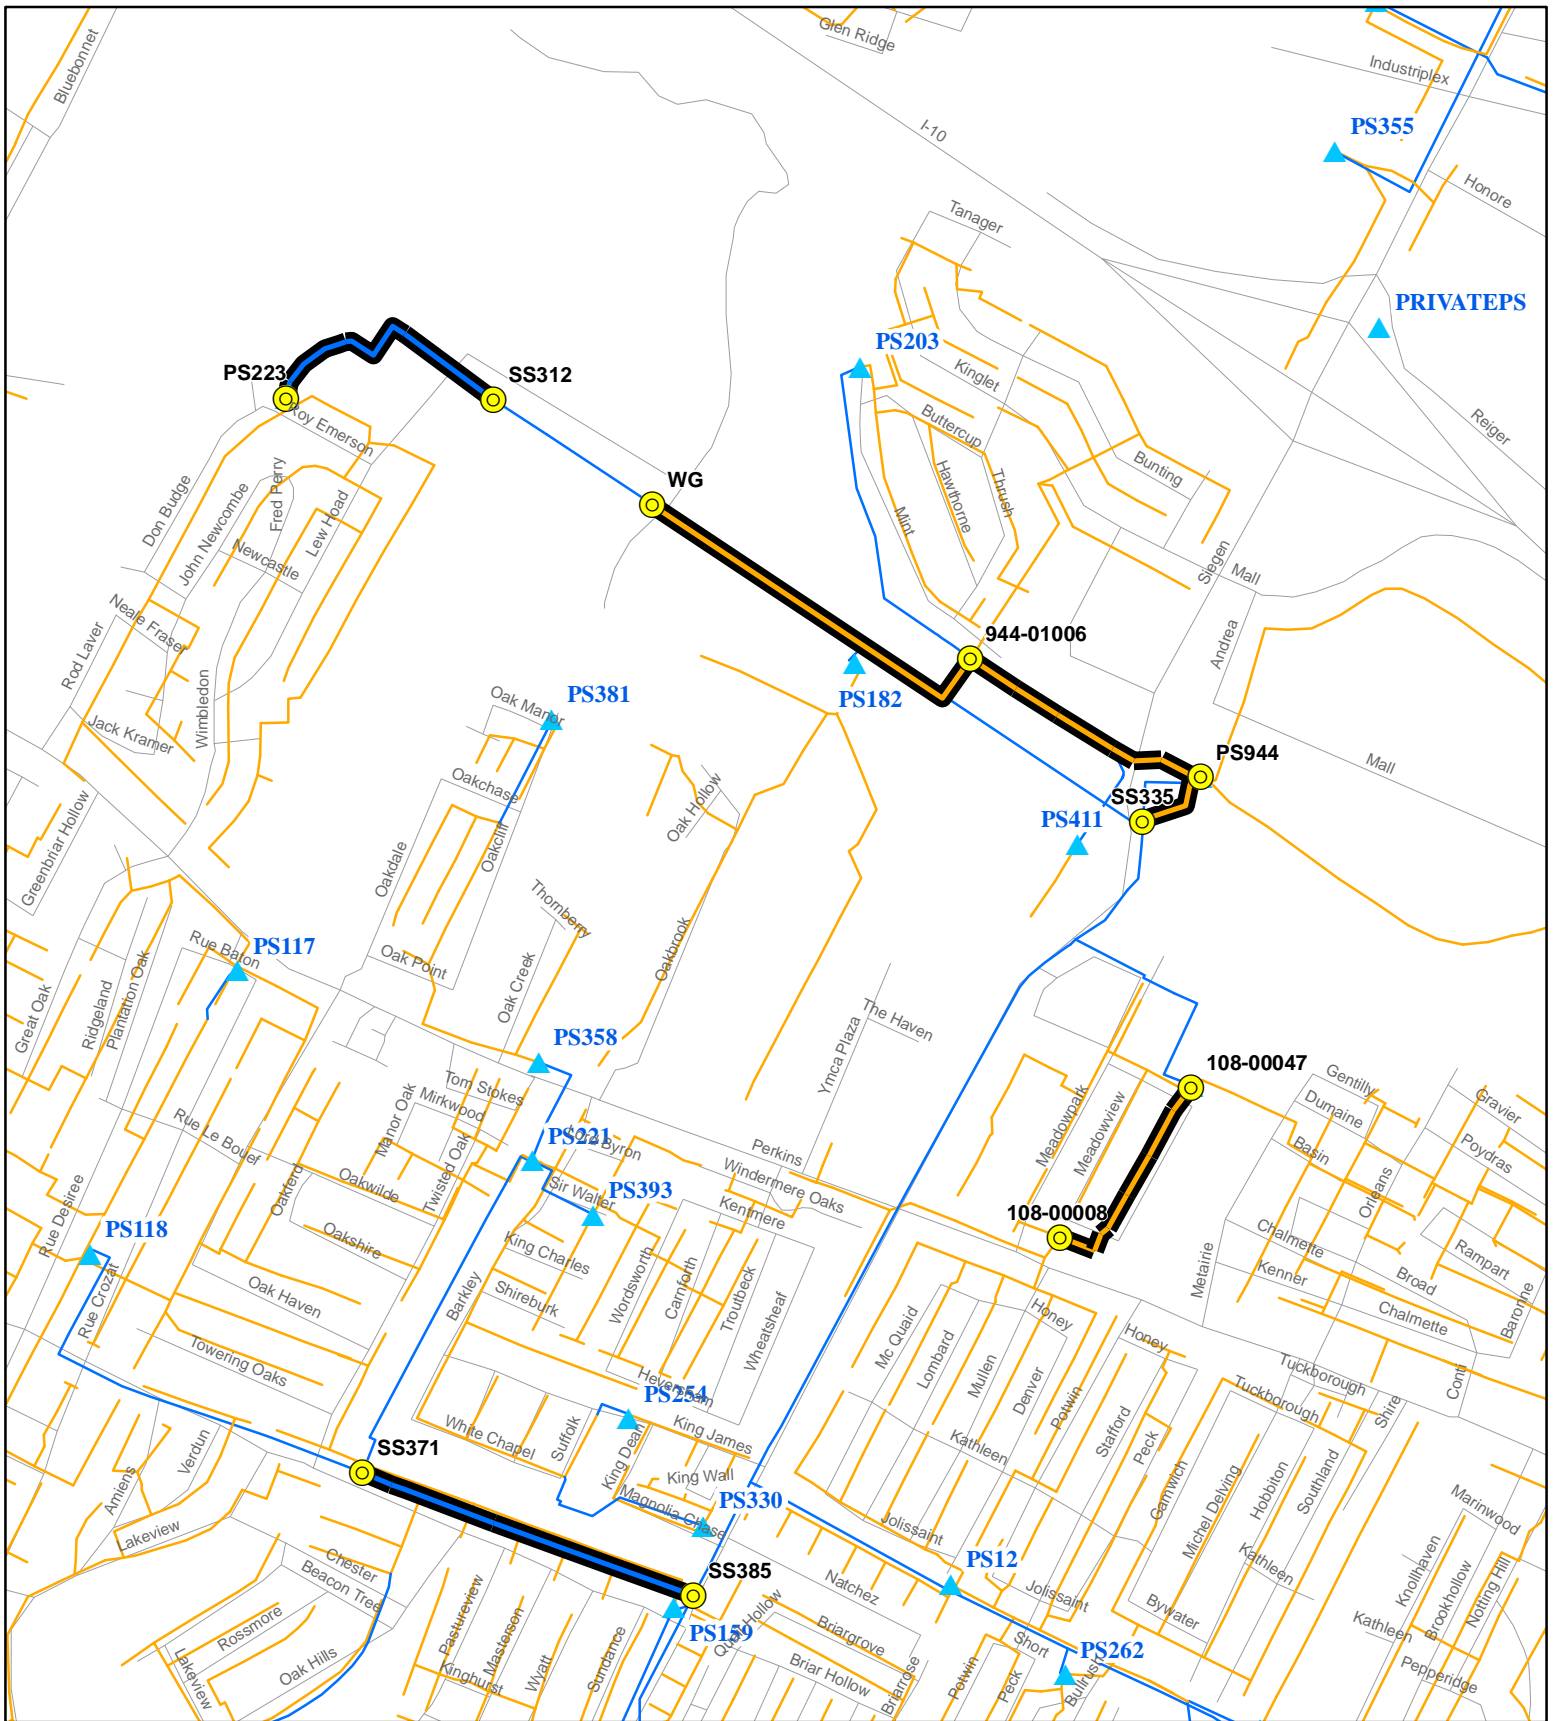 Glen Ridge
Bluebonnet
Industriplex
I-10
PS355
Honore
Tanager
PRIVATEPS
PS203
PS223
SS312
Kinglet
Roy Emerson
Buttercup
Reiger
Fred Perry
WG
Bunting
Hawthorne
Thrush
Don Budge
John Newcombe
Lew Hoad
Mint
Newcastle
Siegen
Mall
Neale Fraser
944-01006
Andrea
Rod Laver
Wimbledon
PS182
PS381
Oak Manor
Jack Kramer
PS944
Mall
Oakchase
SS335
Oak Hollow
PS411
Greenbriar Hollow
Oakdale
Oakcliff
Thornberry
Rue Baton
PS117
Oak Point
Oakbrook
Plantation Oak
Ridgeland
Great Oak
Oak Creek
The Haven
Ymca Plaza
PS358
108-00047
Tom Stokes
Gentilly
Mirkwood
Dumaine
Gravier
Manor Oak
Meadowpark
Rue Le Bouef
PS221
Lord Byron
Perkins
Basin
Poydras
Twisted Oak
Windermere Oaks
Meadowview
Oakford
Oakwilde
Sir Walter
PS393
Kentmere
Orleans
Rue Desiree
108-00008
PS118
Oakshire
King Charles
Chalmette
Rampart
Wordsworth
Carnforth
Kenner
Broad
Metairie
Oak Haven
Barkley
Shireburk
Troutbeck
Wheatsheaf
Rue Crozat
Honey
Chalmette
Baronne
Mc Quaid
Honey
Towering Oaks
Lombard
Mullen
Denver
Potwin
Tuckborough
Heversham
Conti
PS254
Tuckborough
Shire
White Chapel
Suffolk
King Dean
King James
Stafford
Peck
Kathleen
SS371
Verdun
King Wall
Gamwich
Michel Delving
Hobbiton
Southland
Amiens
Magnolia Chase
PS330
Marinwood
Lakeview
Jolissaint
Knollhaven
Kathleen
Chester
Beacon Tree
SS385
PS12
Natchez
Jolissaint
Bywater
Brookhollow
Notting Hill
Pastureview
Masterson
PS159
Quail Hollow
Briargrove
Short
Kathleen
Rossmore
Oak Hills
Kinghurst
Wyatt
Sundance
Briar Hollow
Briarrose
Potwin
Peck
PS262
Bullrush
Pepperidge
Lakeview